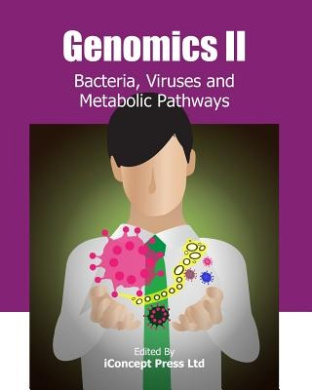 Genomics II
Bacteria, Viruses and
Metabolic Pathways
Edited By
iConcept Press Ltd